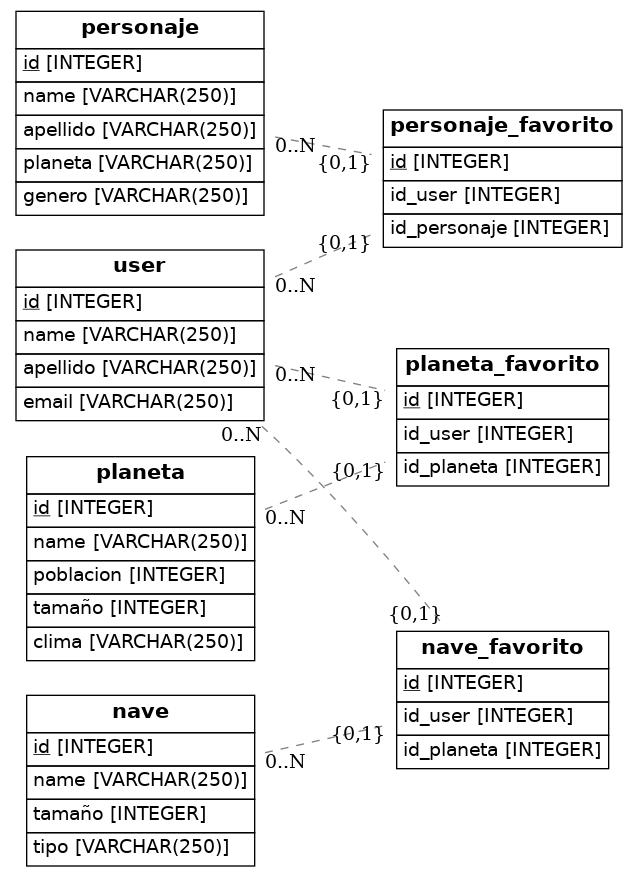 personaje
id [INTEGER]
name [VARCHAR(250)]
apellido [VARCHAR(250)]
planeta [VARCHAR(250)]
genero [VARCHAR(250)]
0..N
{0,1}
personaje_favorito
id [INTEGER]
id_user [INTEGER]
id_personaje [INTEGER]
user
id [INTEGER]
name [VARCHAR(250)]
apellido [VARCHAR(250)]
email [VARCHAR(250)]
{0,1}
0..N
0..N
{0,1}
0..N
planeta_favorito
id [INTEGER]
id_user [INTEGER]
id_planeta [INTEGER]
planeta
id [INTEGER]
name [VARCHAR(250)]
poblacion [INTEGER]
tamaño [INTEGER]
clima [VARCHAR(250)]
{0,1}
0..N
{0,1}
nave_favorito
id [INTEGER]
id_user [INTEGER]
id_planeta [INTEGER]
nave
id [INTEGER]
name [VARCHAR(250)]
tamaño [INTEGER]
tipo [VARCHAR(250)]
{0,1}
0..N